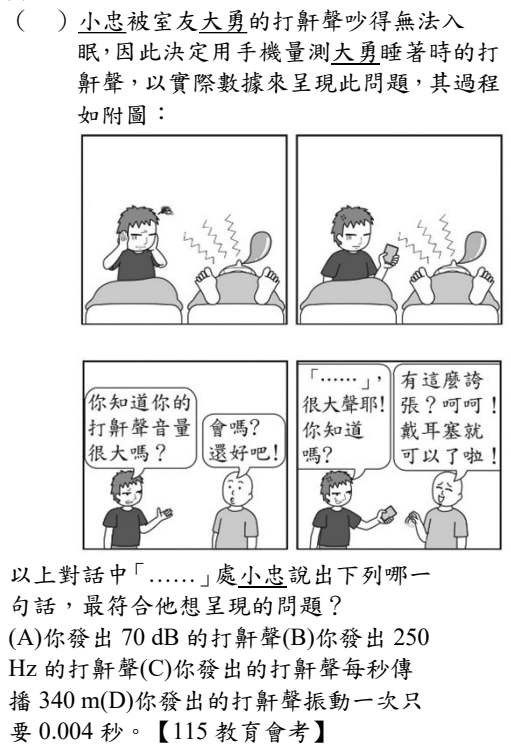 (　)小忠被室友大勇的打鼾聲吵得無法入
眠，因此決定用手機量測大勇睡著時的打
鼾聲，以實際數據來呈現此問題，其過程
如附圖：
你知道你的
打鼾聲音量
很大嗎？
會嗎？
還好吧！
「⋯⋯」，
很大聲耶！
你知道
嗎？
有這麼誇
張？呵呵！
戴耳塞就
可以了啦！
以上對話中「⋯⋯」處小忠說出下列哪一
句話，最符合他想呈現的問題？
(A)你發出 70 dB 的打鼾聲(B)你發出 250
Hz 的打鼾聲(C)你發出的打鼾聲每秒傳
播 340 m(D)你發出的打鼾聲振動一次只
要 0.004 秒。【115 教育會考】